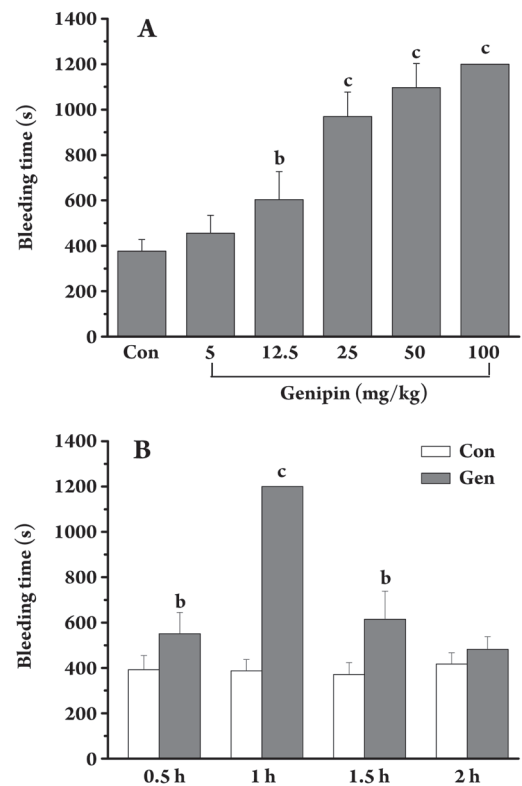 A
Bleeding time (s)
1400
1200
1000
800
600
400
200
0
b
c
c
c
Con 5 12.5 25 50 100
Genipin (mg/kg)
B
Con
Gen
Bleeding time (s)
1400
1200
1000
800
600
400
200
0
b
c
b
0.5 h 1 h 1.5 h 2 h